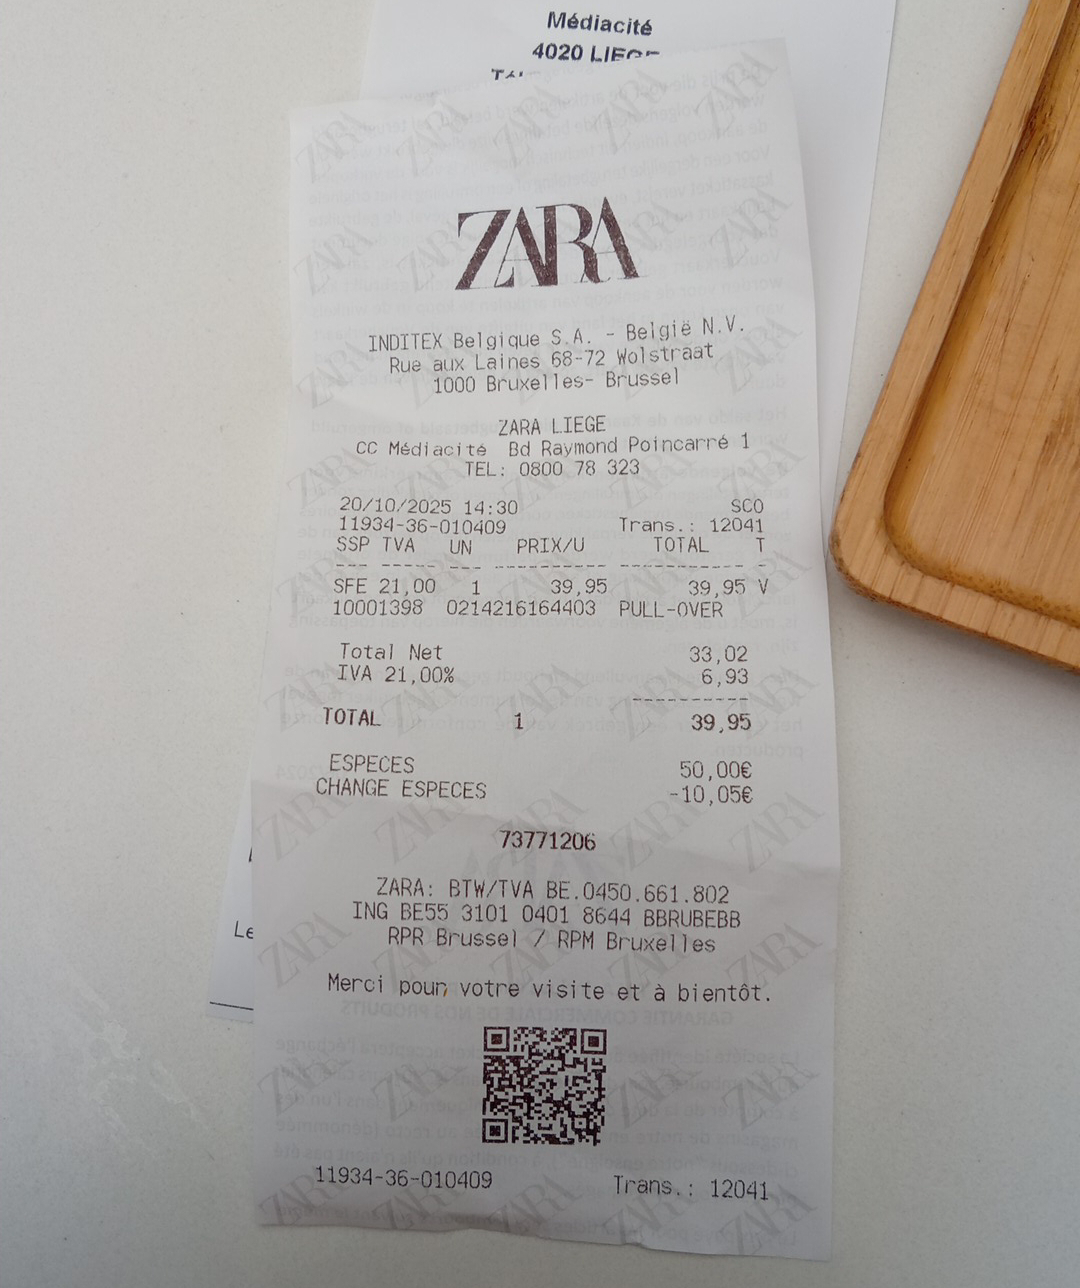 Médiacité
4020 LIEGE
ZARA
INDITEX Belgique S.A. - België N.V.
Rue aux Laines 68-72 Wolstraat
1000 Bruxelles- Brussel
ZARA LIEGE
CC Médiacité Bd Raymond Poincarré 1
TEL: 0800 78 323
20/10/2025 14:30 SCO
11934-36-010409 Trans.: 12041
SSP TVA UN PRIX/U TOTAL T
SFE 21,00 1 39,95 39,95 V
10001398 0214216164403 PULL-OVER
Total Net 33,02
IVA 21,00% 6,93
TOTAL 1 39,95
ESPECES 50,00€
CHANGE ESPECES -10,05€
73771206
ZARA: BTW/TVA BE.0450.661.802
ING BE55 3101 0401 8644 BBRUBEBB
RPR Brussel / RPM Bruxelles
Le
Merci pour votre visite et à bientôt.
11934-36-010409 Trans.: 12041